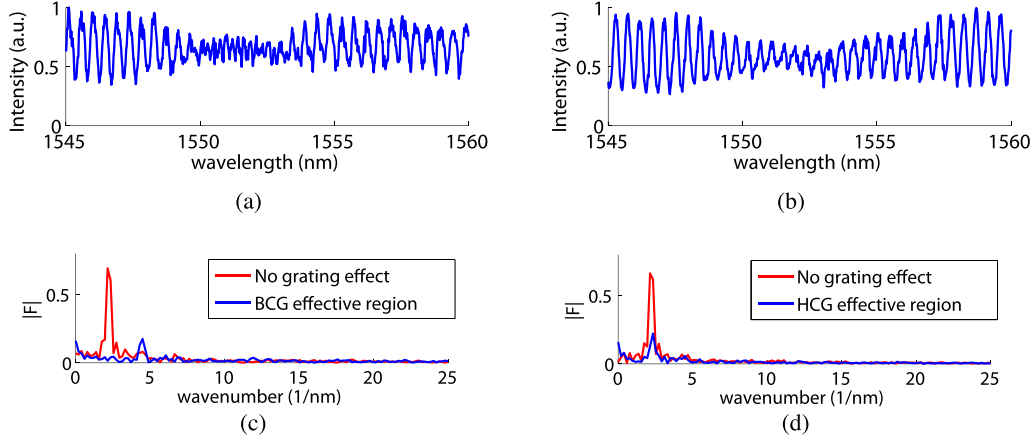 1
0.5
0
Intensity (a.u.)
1545 1550 1555 1560
wavelength (nm)
(a)
1
0.5
0
Intensity (a.u.)
1545 1550 1555 1560
wavelength (nm)
(b)
0.5
0
|F|
No grating effect
BCG effective region
0 5 10 15 20 25
wavenumber (1/nm)
(c)
0.5
0
|F|
No grating effect
HCG effective region
0 5 10 15 20 25
wavenumber (1/nm)
(d)